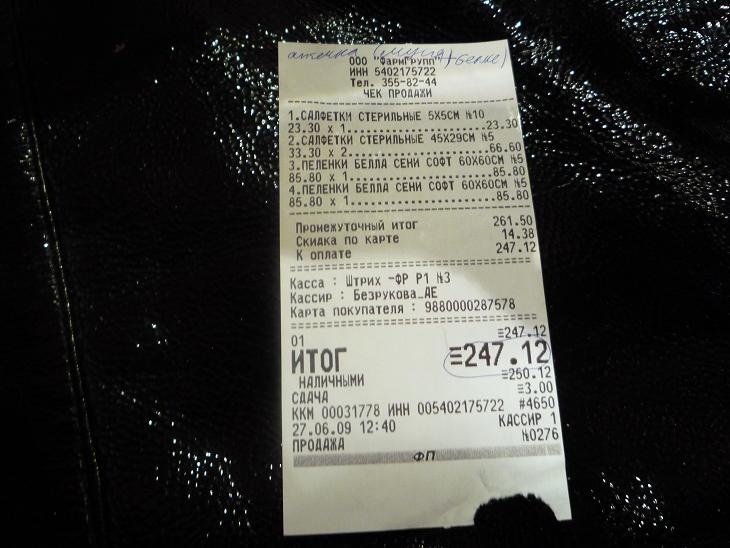 аптечка
ООО "ФармГрупп"
ИНН 5402175722
Тел. 355-82-44
ЧЕК ПРОДАЖИ
1.САЛФЕТКИ СТЕРИЛЬНЫЕ 5Х5СМ №10
23.30 x 1......................23.30
2.САЛФЕТКИ СТЕРИЛЬНЫЕ 45Х29СМ №5
33.30 x 2......................66.60
3.ПЕЛЕНКИ БЕЛЛА СЕНИ СОФТ 60Х60СМ №5
85.80 x 1......................85.80
4.ПЕЛЕНКИ БЕЛЛА СЕНИ СОФТ 60Х60СМ №5
85.80 x 1......................85.80
Промежуточный итог 261.50
Скидка по карте 14.38
К оплате 247.12
Касса : Штрих -ФР Р1 №3
Кассир : Безрукова_АЕ
Карта покупателя : 9880000287578
01 ≡247.12
ИТОГ ≡247.12
НАЛИЧНЫМИ ≡250.12
СДАЧА ≡3.00
ККМ 00031778 ИНН 005402175722 #4650
27.06.09 12:40 КАССИР 1
ПРОДАЖА №0276
ФП